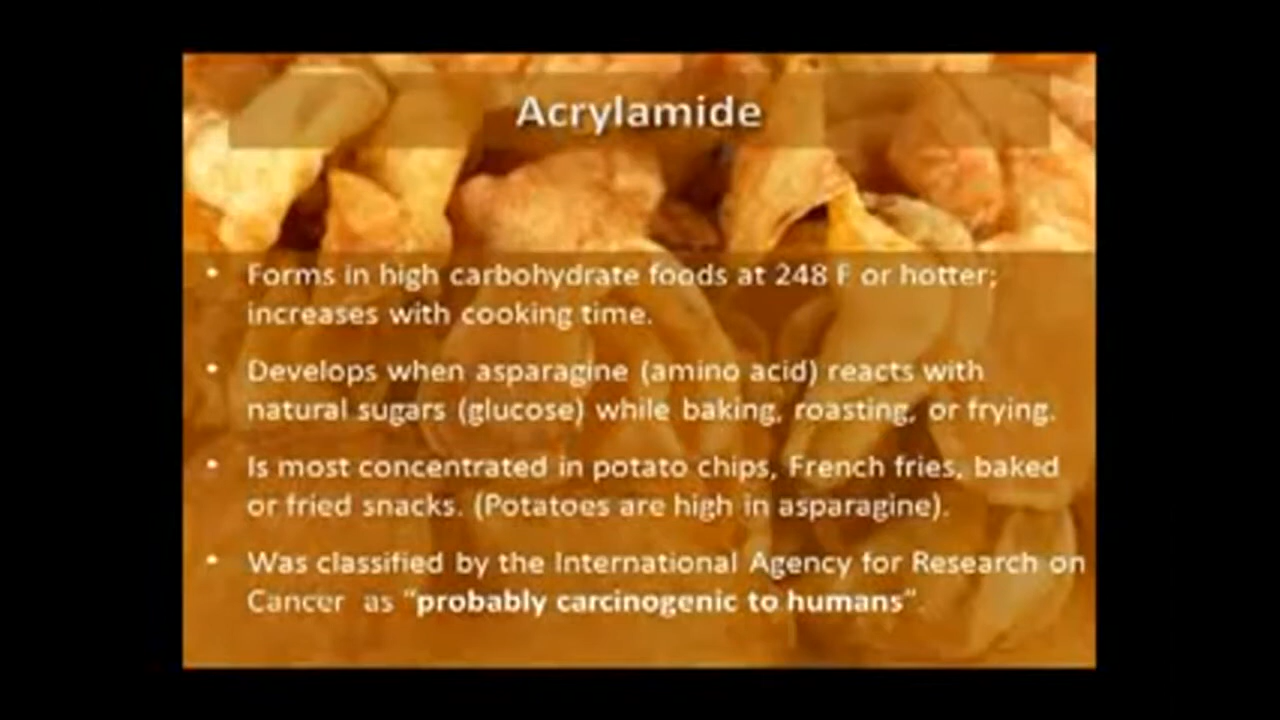 Acrylamide
• Forms in high carbohydrate foods at 248 F or hotter;
increases with cooking time.
• Develops when asparagine (amino acid) reacts with
natural sugars (glucose) while baking, roasting, or frying.
• Is most concentrated in potato chips, French fries, baked
or fried snacks. (Potatoes are high in asparagine).
• Was classified by the International Agency for Research on
Cancer as "probably carcinogenic to humans".